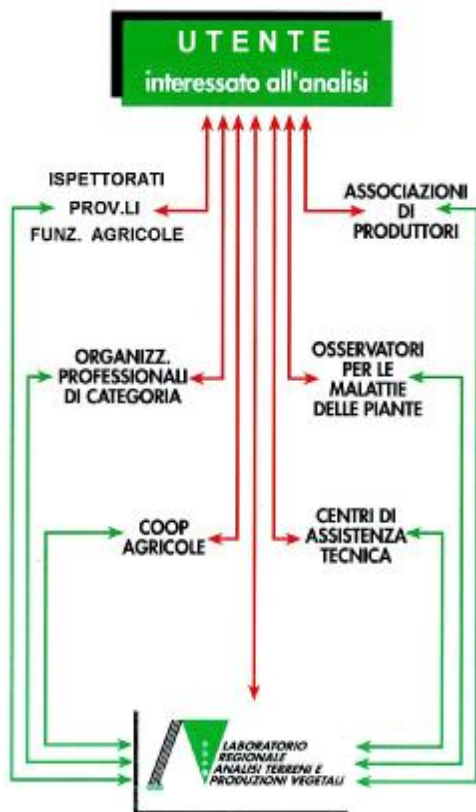 UTENTE
interessato all'analisi
ISPETTORATI
PROV.LI
FUNZ. AGRICOLE
ASSOCIAZIONI
DI
PRODUTTORI
ORGANIZZ.
PROFESSIONALI
DI CATEGORIA
OSSERVATORI
PER LE
MALATTIE
DELLE PIANTE
COOP
AGRICOLE
CENTRI DI
ASSISTENZA
TECNICA
LABORATORIO
REGIONALE
ANALISI TERRENI E
PRODUZIONI VEGETALI